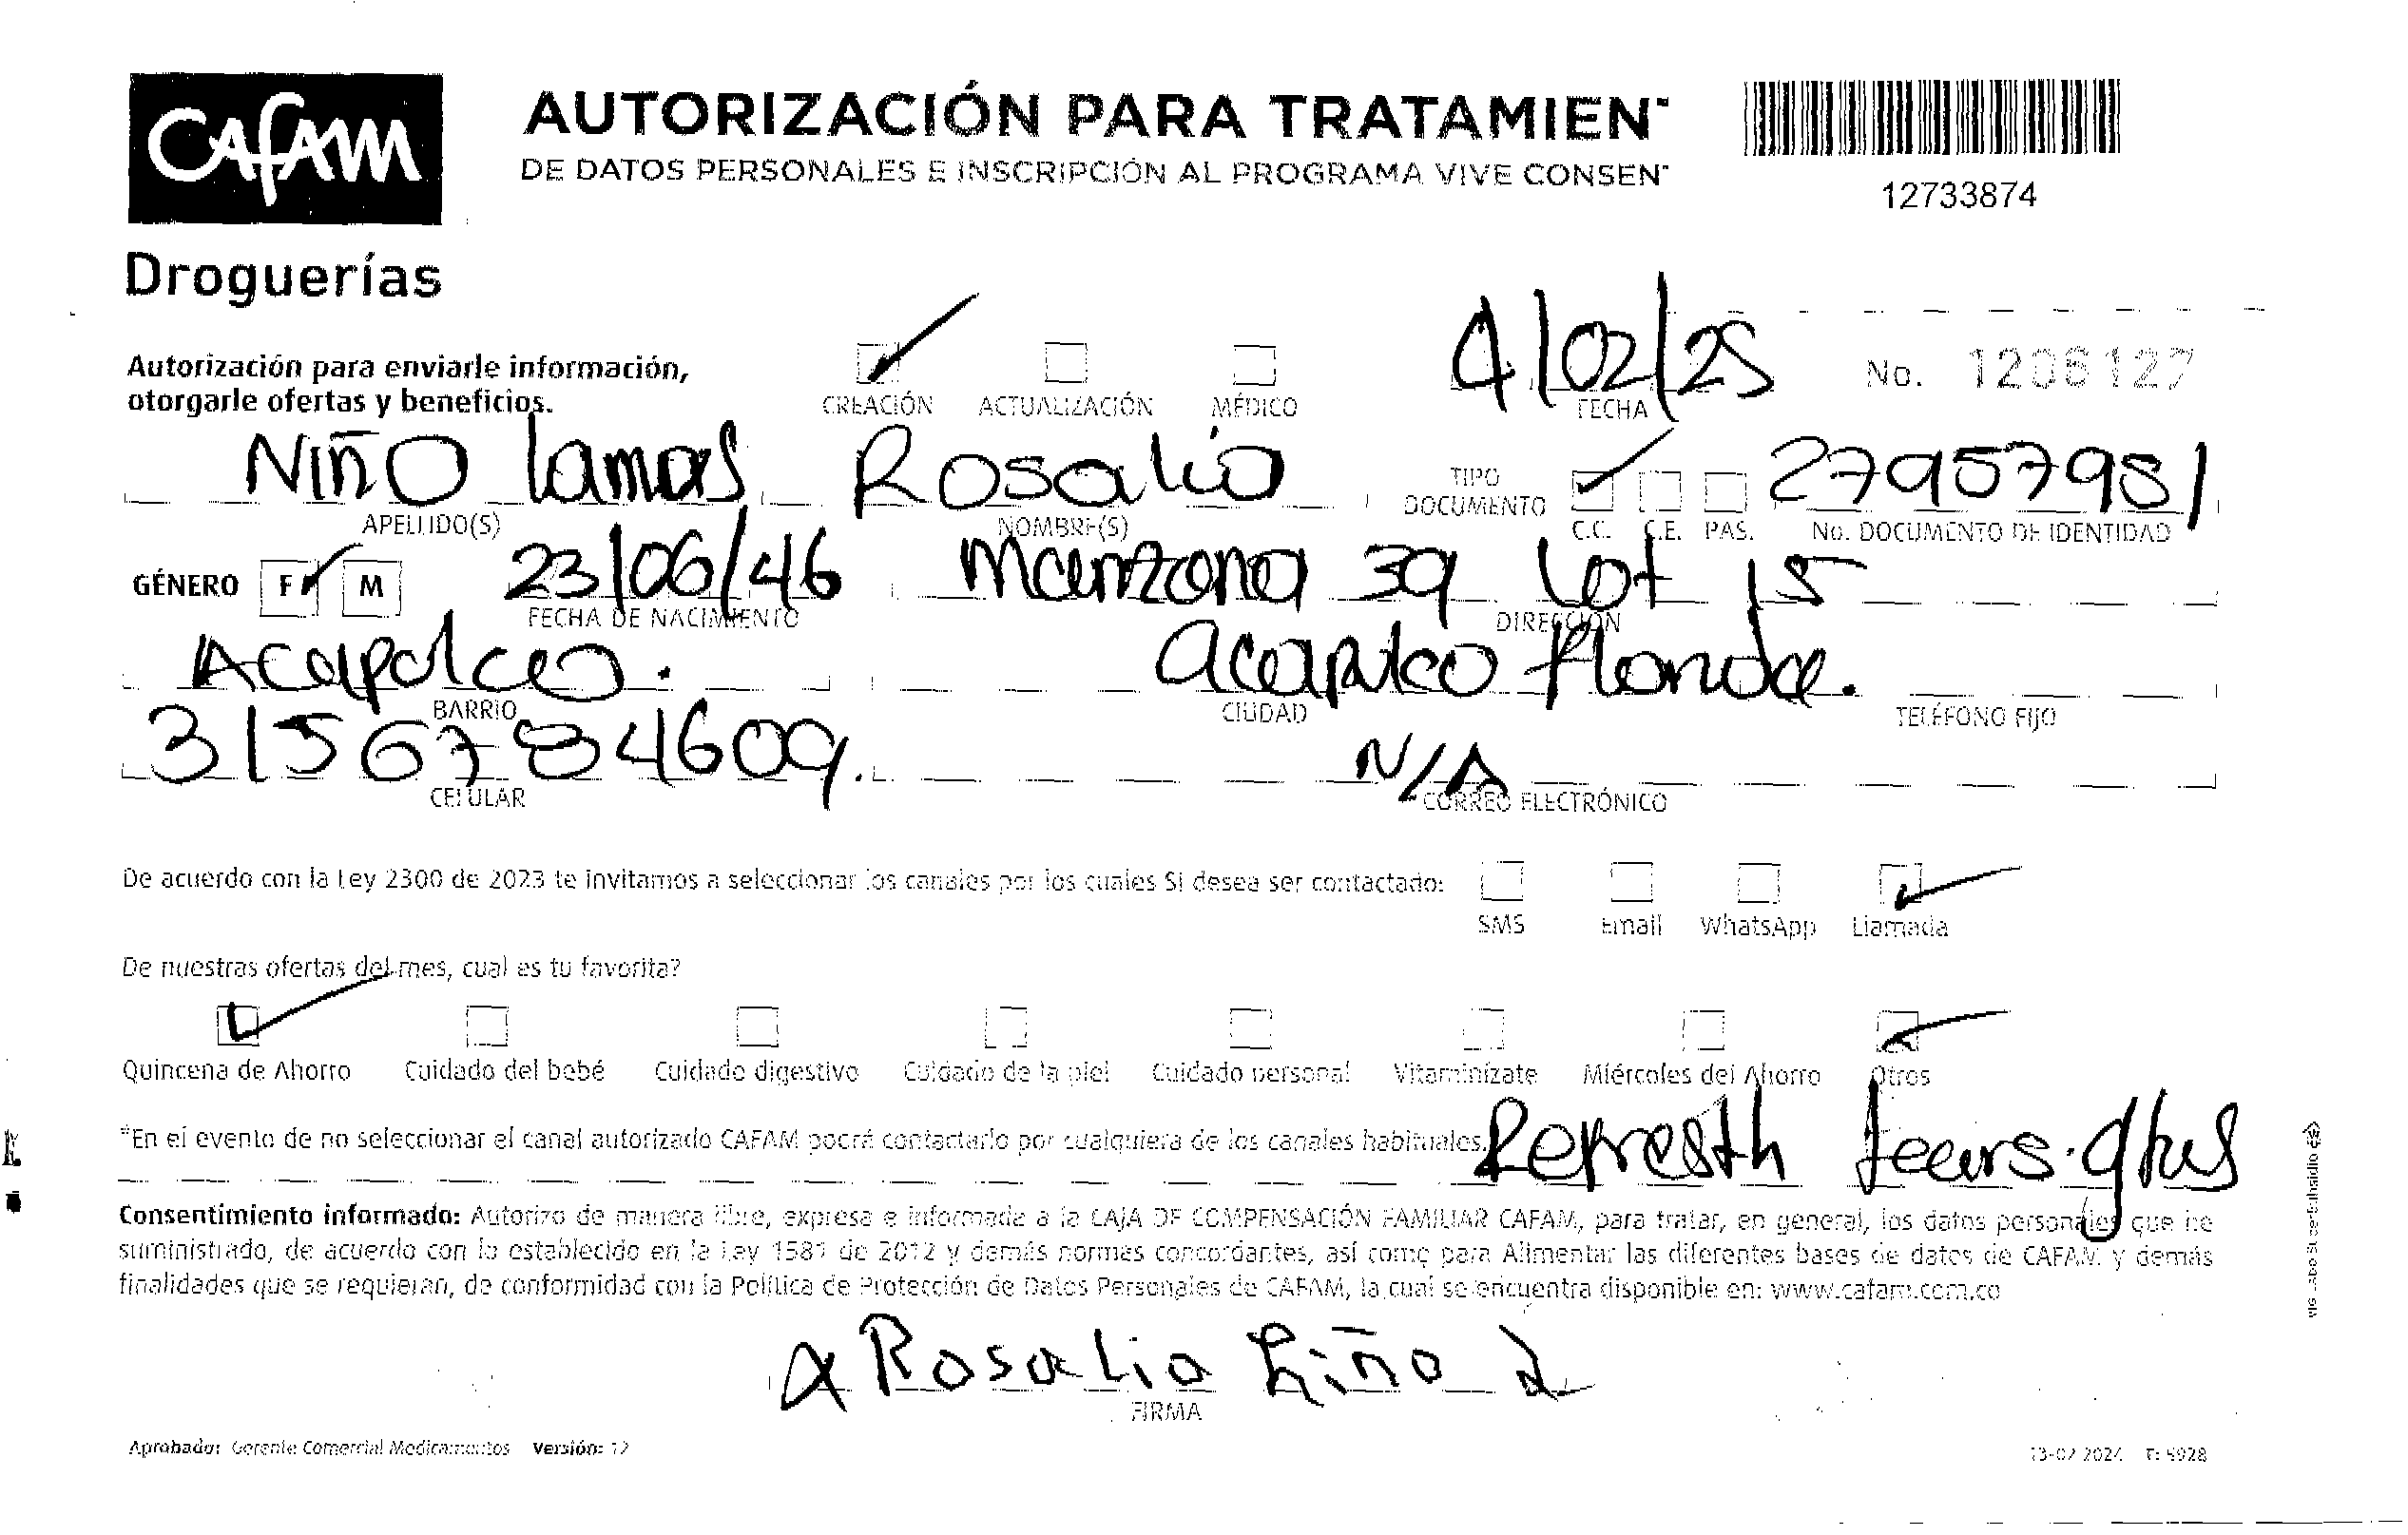 CAFAM
Droguerías
AUTORIZACIÓN PARA TRATAMIEN
DE DATOS PERSONALES E INSCRIPCIÓN AL PROGRAMA VIVE CONSEN
12733874
Autorización para enviarle información,
otorgarle ofertas y beneficios.
CREACIÓN ACTUALIZACIÓN MÉDICO
4/02/25
FECHA
No. 1206127
Niño lamas Rosalia
APELLIDO(S) NOMBRE(S)
TIPO
DOCUMENTO
C.C. C.E. PAS.
27957951
No. DOCUMENTO DE IDENTIDAD
GÉNERO F M
23/06/46 Manzana 39 Lot 15
FECHA DE NACIMIENTO DIRECCIÓN
Acapolco. acapulco
BARRIO CIUDAD TELÉFONO FIJO
3156784609. N/A
CELULAR CORREO ELECTRÓNICO
De acuerdo con la Ley 2300 de 2023 te invitamos a seleccionar los canales por los cuales SI desea ser contactado:
SMS Email WhatsApp Llamada
De nuestras ofertas del mes, cual es tu favorita?
Quincena de Ahorro Cuidado del bebé Cuidado digestivo Cuidado de la piel Cuidado personal Vitaminízate Miércoles del Ahorro Otros
*En el evento de no seleccionar el canal autorizado CAFAM podrá contactarlo por cualquiera de los canales habituales.
Consentimiento informado: Autorizo de manera libre, expresa e informada a la CAJA DE COMPENSACIÓN FAMILIAR CAFAM, para tratar, en general, los datos personales que he
suministrado, de acuerdo con lo establecido en la Ley 1581 de 2012 y demás normas concordantes, así como para Alimentar las diferentes bases de datos de CAFAM y demás
finalidades que se requieran, de conformidad con la Política de Protección de Datos Personales de CAFAM, la cual se encuentra disponible en: www.cafam.com.co
Rosalia Niño L
FIRMA
Aprobado: Gerente Comercial Medicamentos Versión: 12
13-02 2024 F: 5928